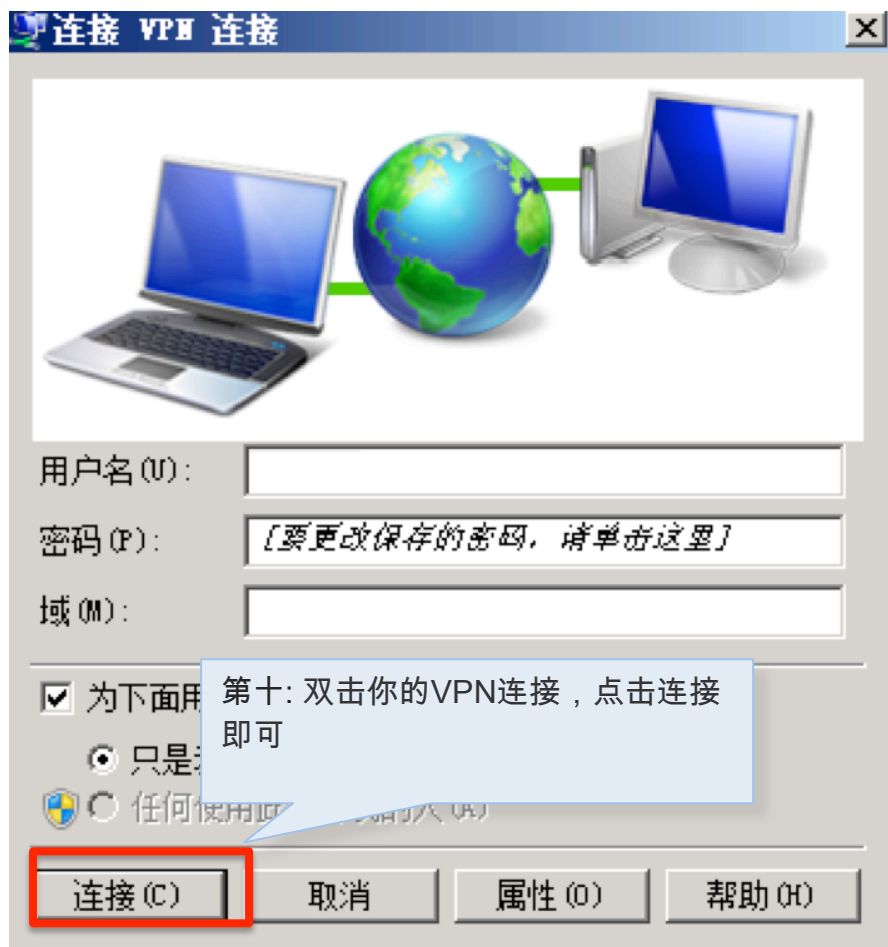 连接 VPN 连接
用户名(U):
密码(P):
[要更改保存的密码，请单击这里]
域(M):
为下面用
第十: 双击你的VPN连接，点击连接
即可
只是
任何使用
的人(A)
连接(C)
取消
属性(O)
帮助(H)